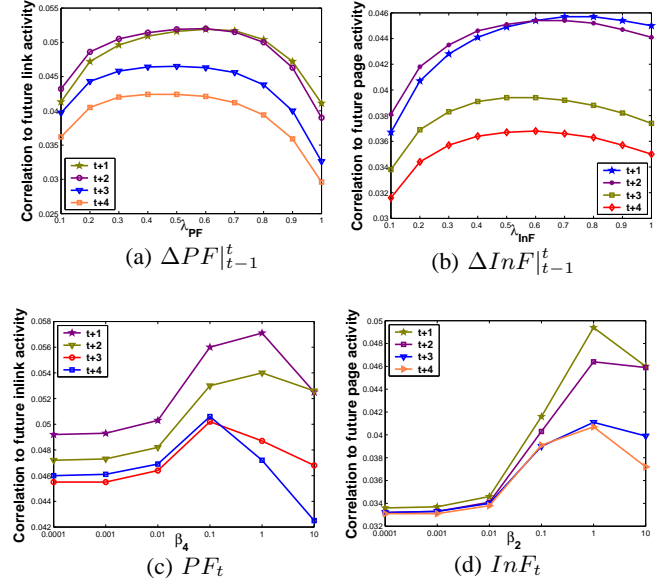 Correlation to future link activity
0.055
0.05
0.045
0.04
0.035
0.03
0.025
t+1
t+2
t+3
t+4
0.1 0.2 0.3 0.4 0.5 0.6 0.7 0.8 0.9 1
λPF
(a) ΔPF|ᵗₜ₋₁
Correlation to future page activity
0.046
0.044
0.042
0.04
0.038
0.036
0.034
0.032
0.03
t+1
t+2
t+3
t+4
0.1 0.2 0.3 0.4 0.5 0.6 0.7 0.8 0.9 1
λInF
(b) ΔInF|ᵗₜ₋₁
Correlation to future inlink activity
0.058
0.056
0.054
0.052
0.05
0.048
0.046
0.044
0.042
t+1
t+2
t+3
t+4
0.0001 0.001 0.01 0.1 1 10
β₄
(c) PFₜ
Correlation to future page activity
0.05
0.048
0.046
0.044
0.042
0.04
0.038
0.036
0.034
0.032
t+1
t+2
t+3
t+4
0.0001 0.001 0.01 0.1 1 10
β₂
(d) InFₜ